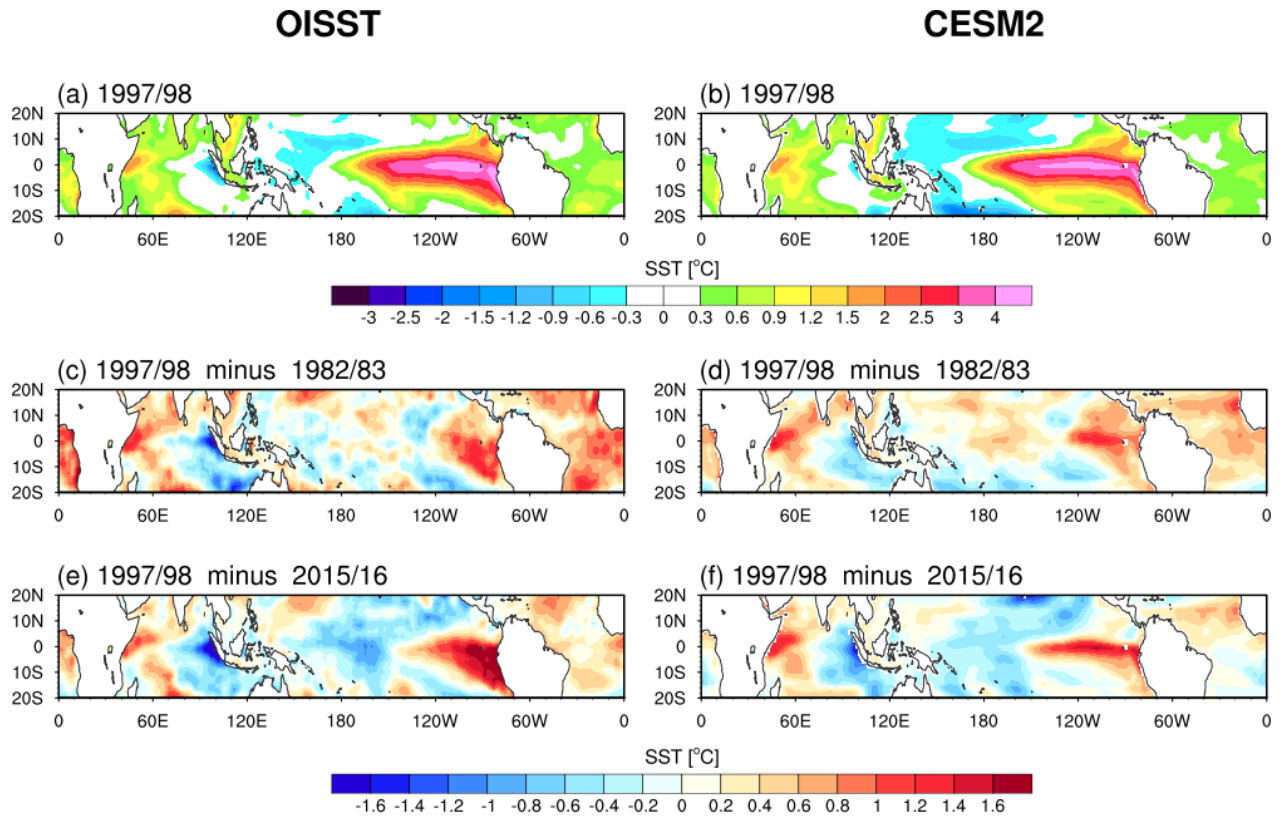 OISST CESM2
(a) 1997/98 (b) 1997/98
20N 20N
10N 10N
0 0
10S 10S
20S 20S
0 60E 120E 180 120W 60W 0 0 60E 120E 180 120W 60W 0
SST [°C]
-3 -2.5 -2 -1.5 -1.2 -0.9 -0.6 -0.3 0 0.3 0.6 0.9 1.2 1.5 2 2.5 3 4
(c) 1997/98 minus 1982/83 (d) 1997/98 minus 1982/83
20N 20N
10N 10N
0 0
10S 10S
20S 20S
0 60E 120E 180 120W 60W 0 0 60E 120E 180 120W 60W 0
(e) 1997/98 minus 2015/16 (f) 1997/98 minus 2015/16
20N 20N
10N 10N
0 0
10S 10S
20S 20S
0 60E 120E 180 120W 60W 0 0 60E 120E 180 120W 60W 0
SST [°C]
-1.6 -1.4 -1.2 -1 -0.8 -0.6 -0.4 -0.2 0 0.2 0.4 0.6 0.8 1 1.2 1.4 1.6